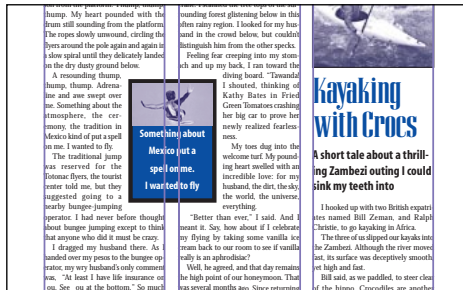 thump. My heart pounded with the
drum still sounding from the platform.
The ropes slowly unwound, circling the
flyers around the pole again and again in
a slow spiral until they delicately landed
on the dry dusty ground below.
A resounding thump,
thump, thump. Adrena-
line and awe swept over
me. Something about the
atmosphere, the cer-
emony, the tradition in
Mexico kind of put a spell
on me. I wanted to fly.
The traditional jump
was reserved for the
Totonac flyers, the tourist
center told me, but they
suggested going to a
nearby bungee-jumping
operator. I had never before thought
about bungee jumping except to think
that anyone who did it must be crazy.
I dragged my husband there. As I
handed over my pesos to the bungee op-
erator, my wry husband's only comment
was, "At least I have life insurance on
you. See you at the bottom." So much
Something about
Mexico put a
spell on me.
I wanted to fly
rounding forest glistening below in this
often rainy region. I looked for my hus-
band in the crowd below, but couldn't
distinguish him from the other specks.
Feeling fear creeping into my stom-
ach and up my back, I ran toward the
diving board. "Tawanda!
I shouted, thinking of
Kathy Bates in Fried
Green Tomatoes crashing
her big car to prove her
newly realized fearless-
ness.
My toes dug into the
welcome turf. My pound-
ing heart swelled with an
incredible love: for my
husband, the dirt, the sky,
the world, the universe,
everything.
"Better than ever," I said. And I
meant it. Say, how about if I celebrate
my flying by taking some vanilla ice
cream back to our room to see if vanilla
really is an aphrodisiac?
Well, he agreed, and that day remains
the high point of our honeymoon. That
was several months ago. Since returning
Kayaking
with Crocs
A short tale about a thrill-
ing Zambezi outing I could
sink my teeth into
I hooked up with two British expatri-
ates named Bill Zeman, and Ralph
Christie, to go kayaking in Africa.
The three of us slipped our kayaks into
the Zambezi. Although the river moved
fast, its surface was deceptively smooth,
yet high and fast.
Bill said, as we paddled, to steer clear
of the hippo. Crocodiles are another